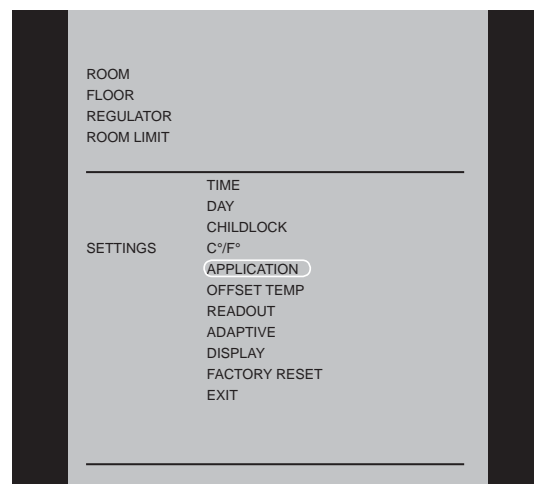 ROOM
FLOOR
REGULATOR
ROOM LIMIT
TIME
DAY
CHILDLOCK
SETTINGS C°/F°
APPLICATION
OFFSET TEMP
READOUT
ADAPTIVE
DISPLAY
FACTORY RESET
EXIT